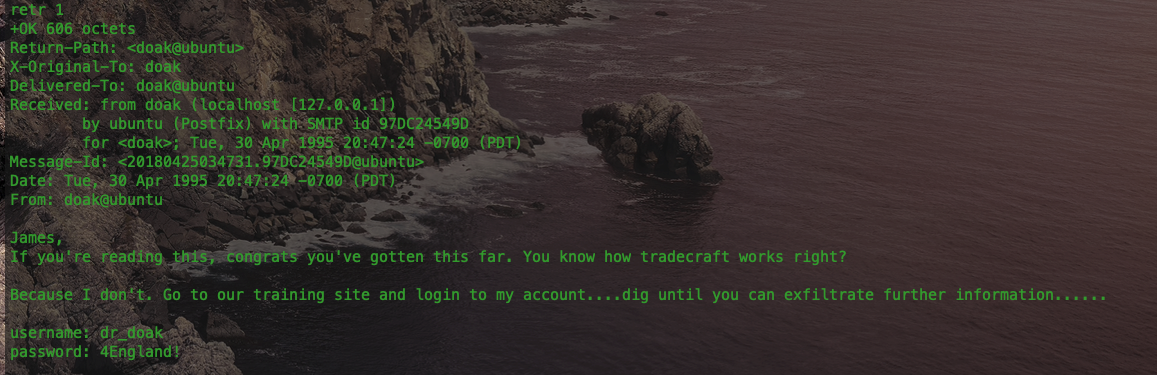 retr 1
+OK 606 octets
Return-Path: <doak@ubuntu>
X-Original-To: doak
Delivered-To: doak@ubuntu
Received: from doak (localhost [127.0.0.1])
by ubuntu (Postfix) with SMTP id 97DC24549D
for <doak>; Tue, 30 Apr 1995 20:47:24 -0700 (PDT)
Message-Id: <20180425034731.97DC24549D@ubuntu>
Date: Tue, 30 Apr 1995 20:47:24 -0700 (PDT)
From: doak@ubuntu
James,
If you're reading this, congrats you've gotten this far. You know how tradecraft works right?
Because I don't. Go to our training site and login to my account....dig until you can exfiltrate further information......
username: dr_doak
password: 4England!